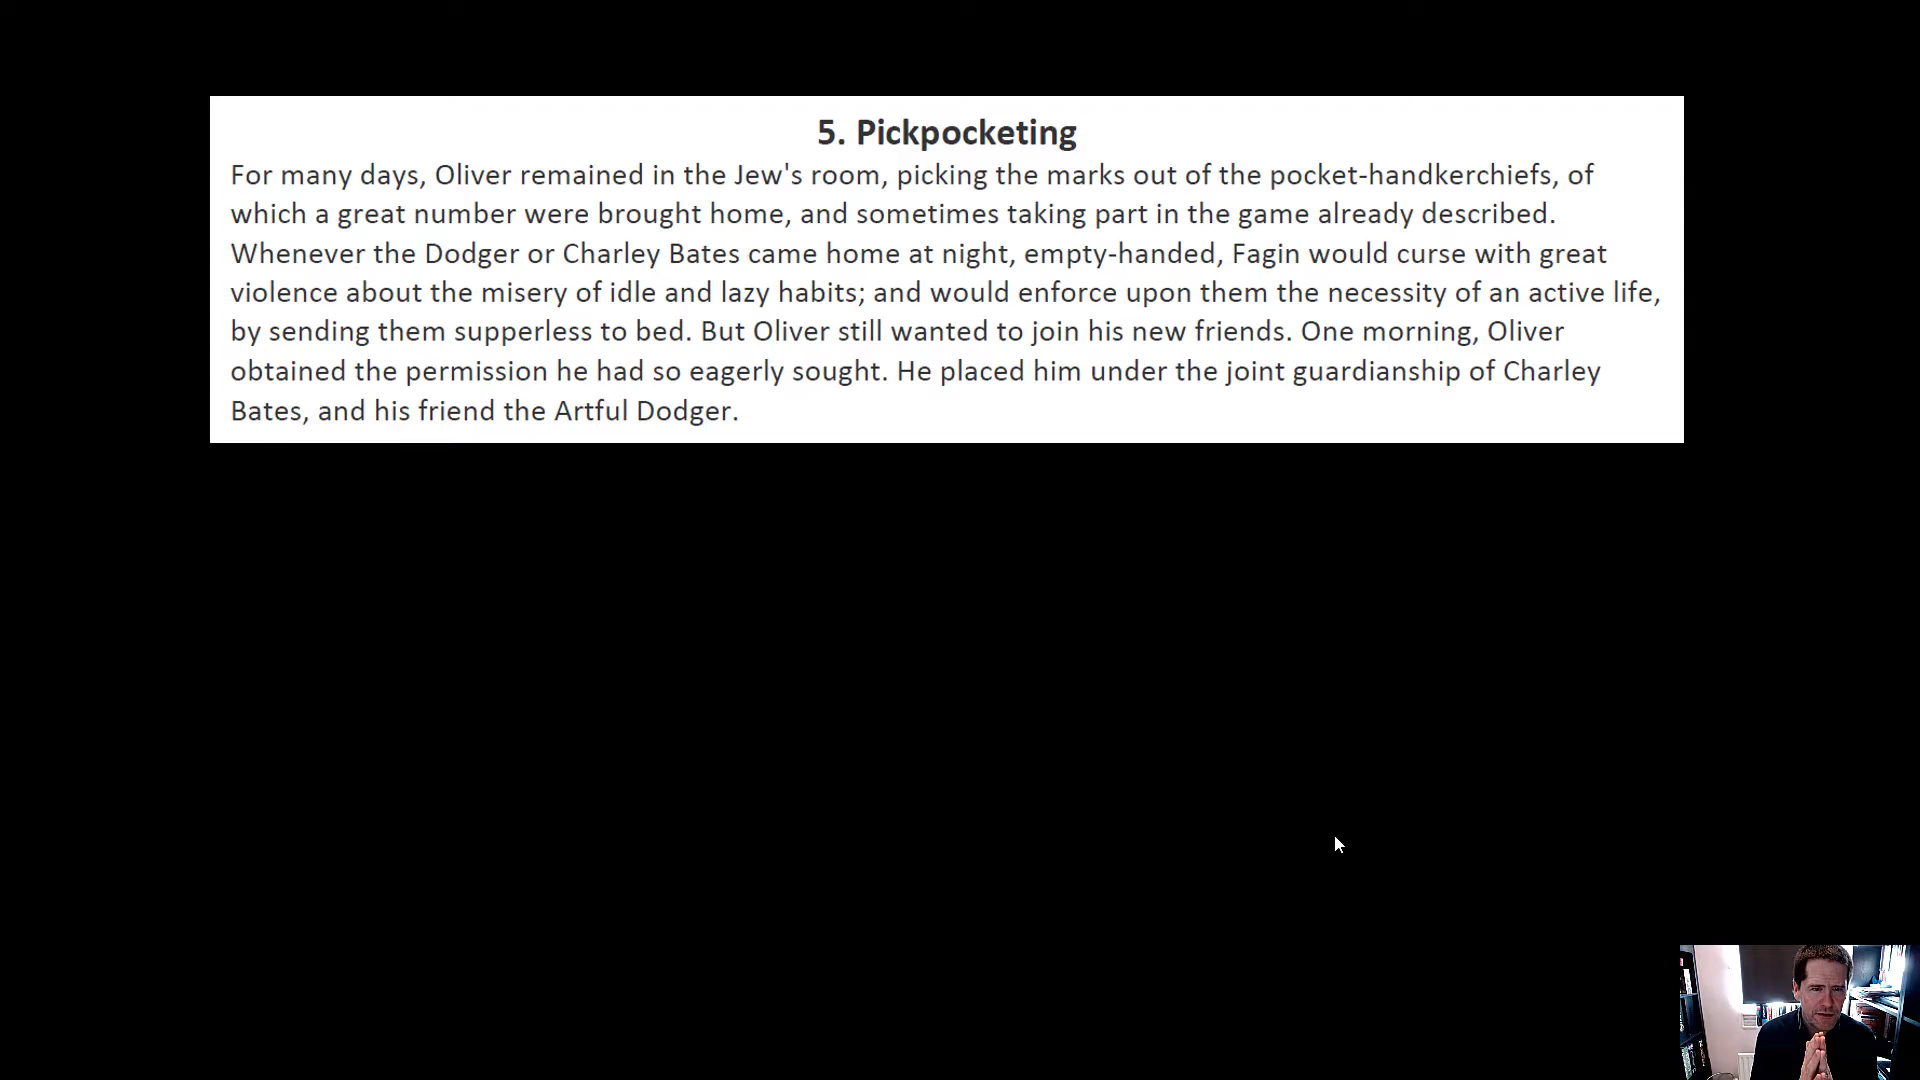 5. Pickpocketing
For many days, Oliver remained in the Jew's room, picking the marks out of the pocket-handkerchiefs, of
which a great number were brought home, and sometimes taking part in the game already described.
Whenever the Dodger or Charley Bates came home at night, empty-handed, Fagin would curse with great
violence about the misery of idle and lazy habits; and would enforce upon them the necessity of an active life,
by sending them supperless to bed. But Oliver still wanted to join his new friends. One morning, Oliver
obtained the permission he had so eagerly sought. He placed him under the joint guardianship of Charley
Bates, and his friend the Artful Dodger.